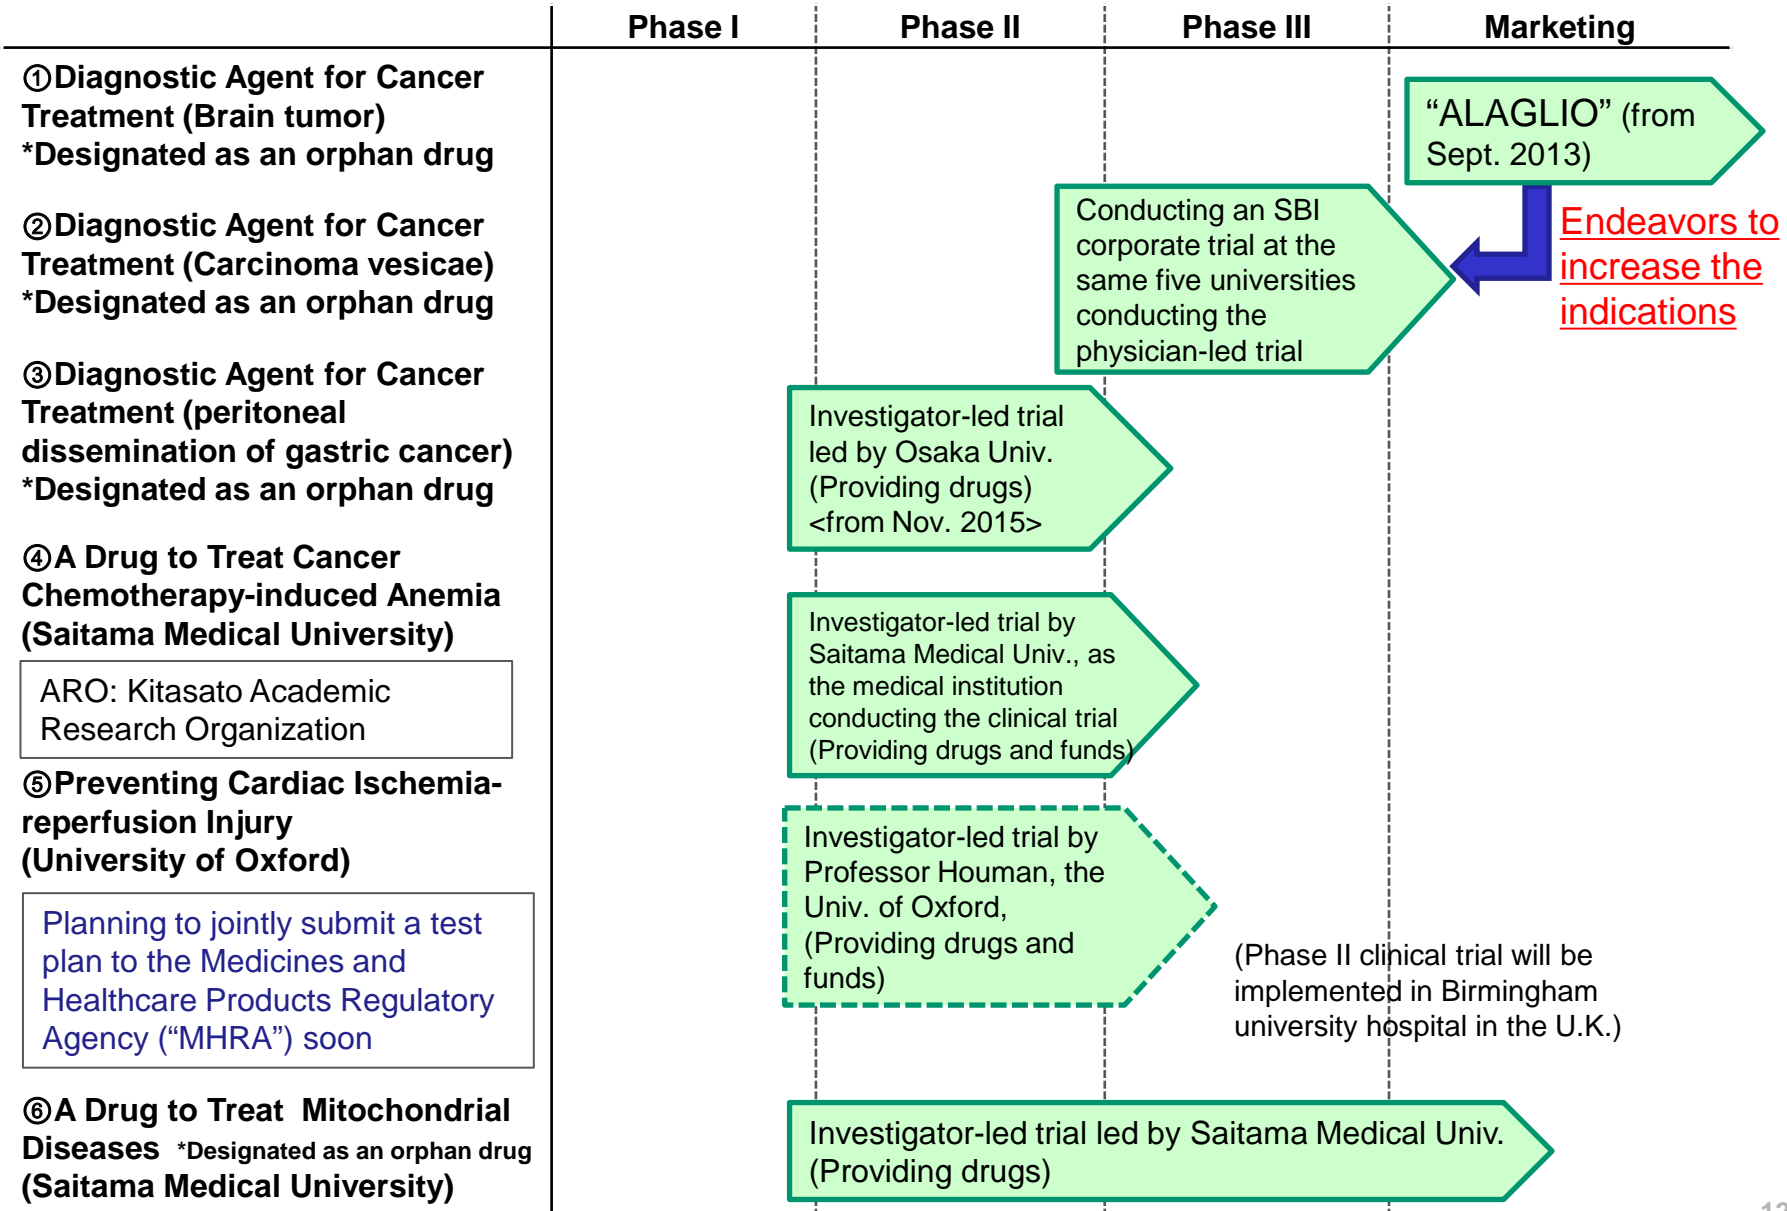 Phase I
Phase II
Phase III
Marketing
①Diagnostic Agent for Cancer
Treatment (Brain tumor)
*Designated as an orphan drug
“ALAGLIO” (from
Sept. 2013)
②Diagnostic Agent for Cancer
Treatment (Carcinoma vesicae)
*Designated as an orphan drug
Conducting an SBI
corporate trial at the
same five universities
conducting the
physician-led trial
Endeavors to
increase the
indications
③Diagnostic Agent for Cancer
Treatment (peritoneal
dissemination of gastric cancer)
*Designated as an orphan drug
Investigator-led trial
led by Osaka Univ.
(Providing drugs)
<from Nov. 2015>
④A Drug to Treat Cancer
Chemotherapy-induced Anemia
(Saitama Medical University)
ARO: Kitasato Academic
Research Organization
Investigator-led trial by
Saitama Medical Univ., as
the medical institution
conducting the clinical trial
(Providing drugs and funds)
⑤Preventing Cardiac Ischemia-
reperfusion Injury
(University of Oxford)
Planning to jointly submit a test
plan to the Medicines and
Healthcare Products Regulatory
Agency (“MHRA”) soon
Investigator-led trial by
Professor Houman, the
Univ. of Oxford,
(Providing drugs and
funds)
(Phase II clinical trial will be
implemented in Birmingham
university hospital in the U.K.)
⑥A Drug to Treat  Mitochondrial
Diseases  *Designated as an orphan drug
(Saitama Medical University)
Investigator-led trial led by Saitama Medical Univ.
(Providing drugs)